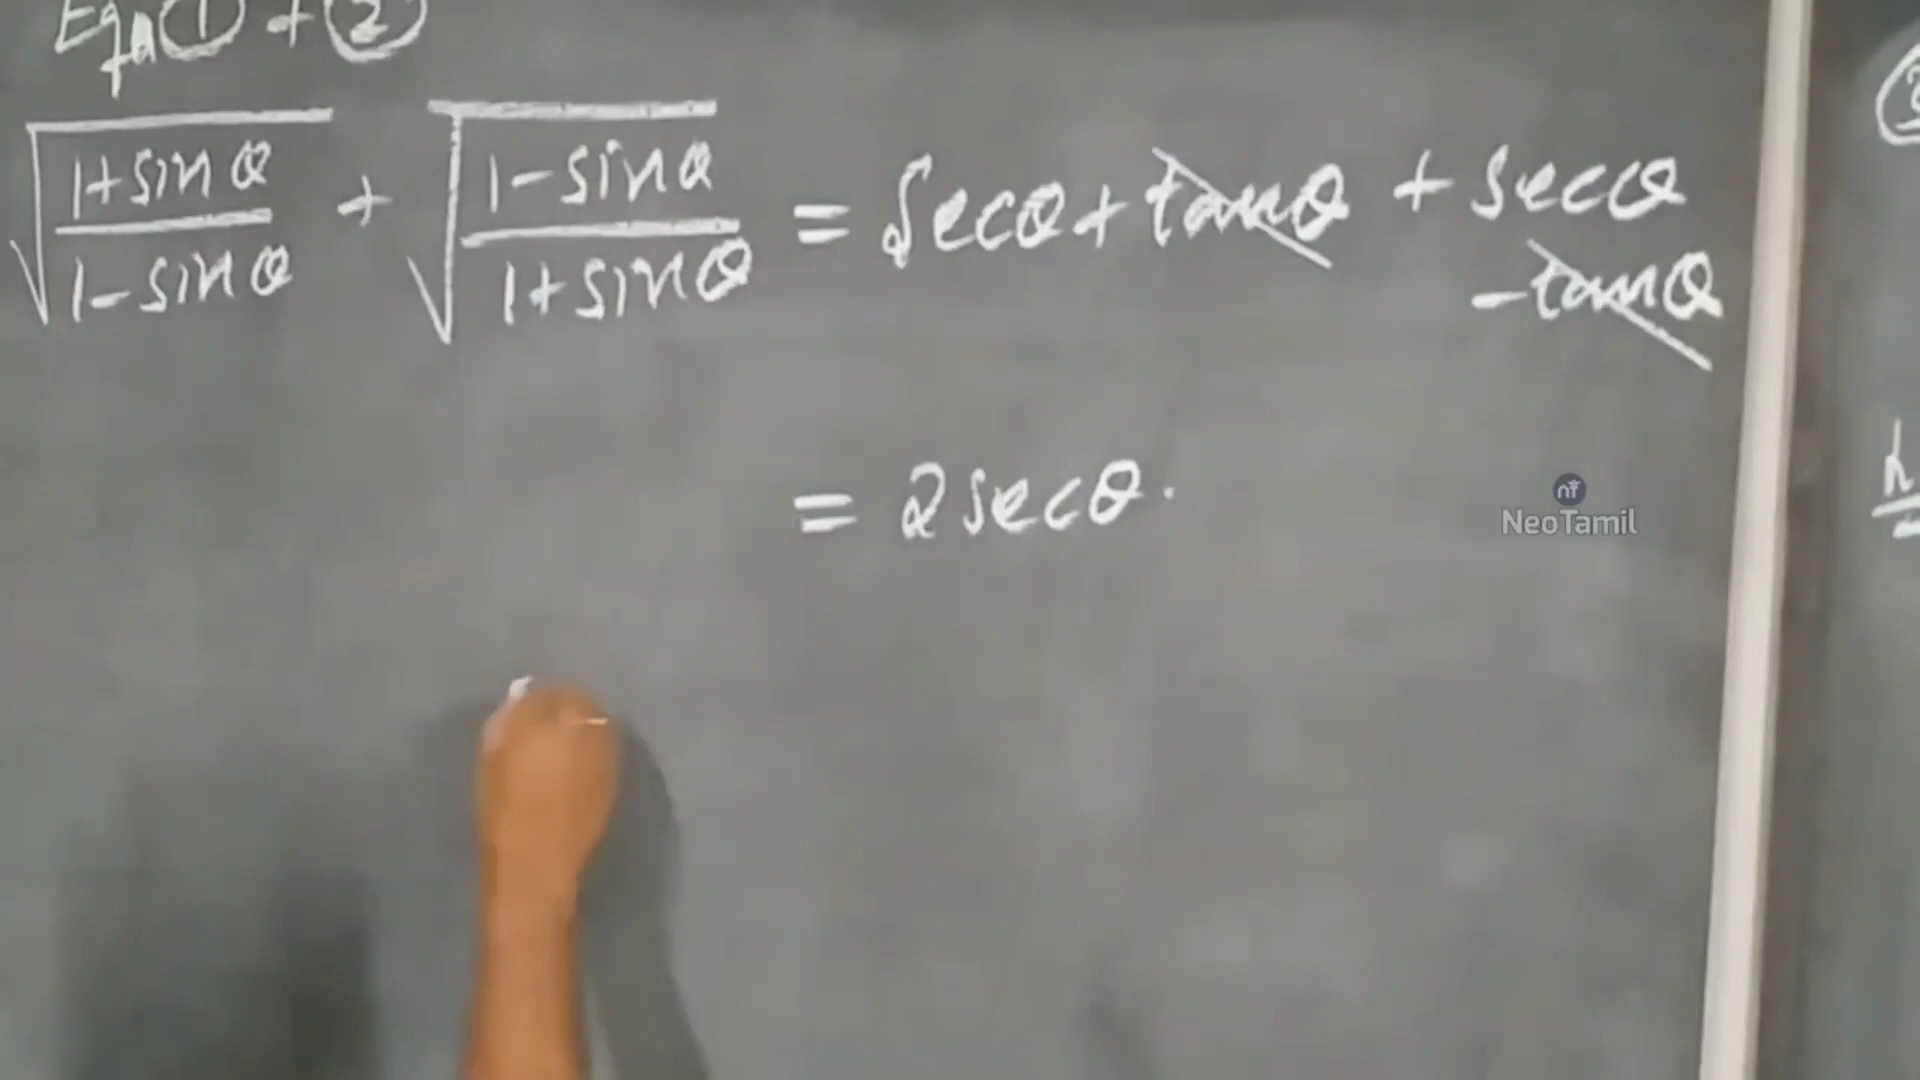 Eqn ① + ②
√(1+sinθ / 1-sinθ) + √(1-sinθ / 1+sinθ) = Secθ + tanθ + secθ
-tanθ
= 2secθ.
h
NeoTamil